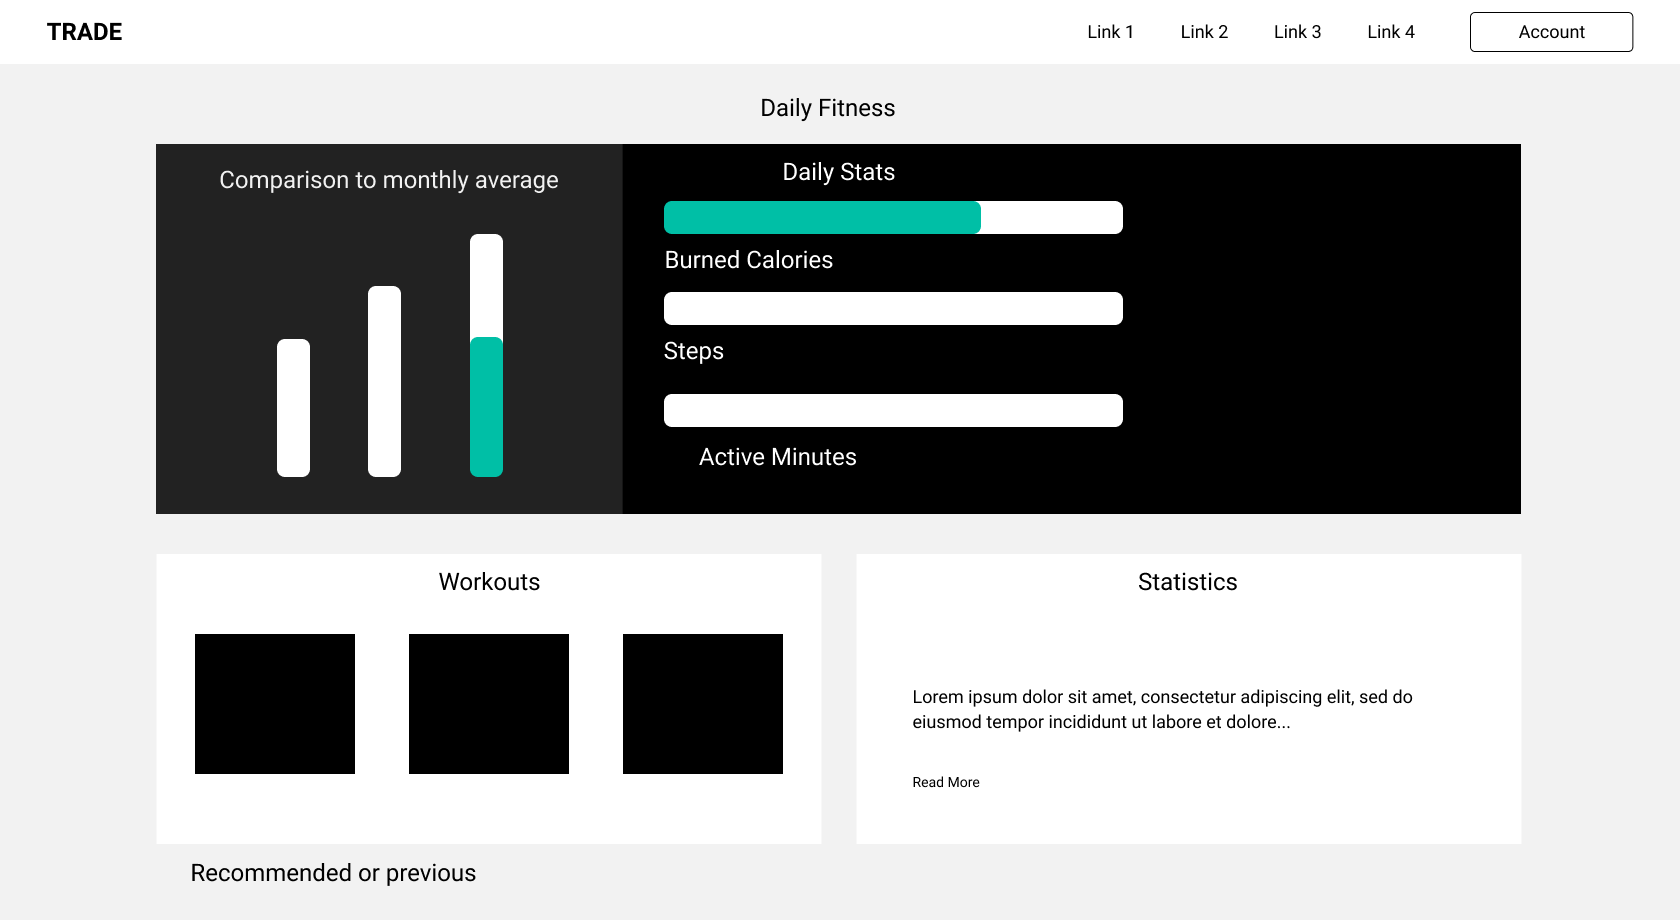 TRADE
Link 1
Link 2
Link 3
Link 4
Account
Daily Fitness
Comparison to monthly average
Daily Stats
Burned Calories
Steps
Active Minutes
Workouts
Statistics
Lorem ipsum dolor sit amet, consectetur adipiscing elit, sed do
eiusmod tempor incididunt ut labore et dolore...
Read More
Recommended or previous